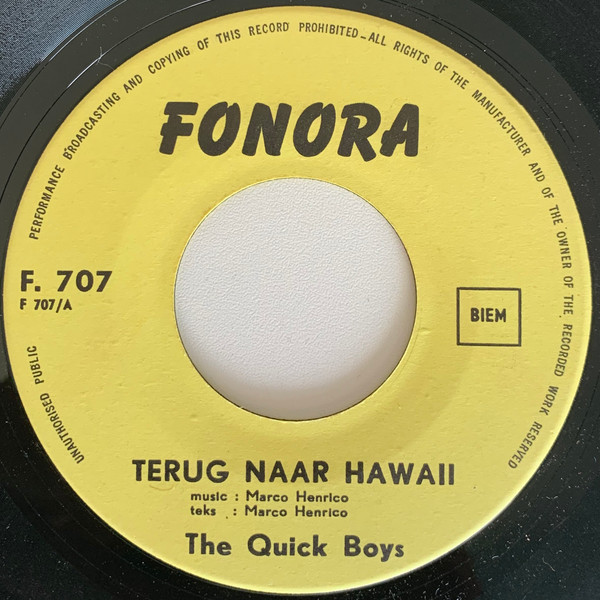 UNAUTHORISED PUBLIC PERFORMANCE BROADCASTING AND COPYING OF THIS RECORD PROHIBITED_ALL RIGHTS OF THE MANUFACTURER AND OF THE OWNER OF THE RECORDED WORK RESERVED
FONORA
F. 707
F 707/A
BIEM
TERUG NAAR HAWAII
music : Marco Henrico
teks . : Marco Henrico
The Quick Boys